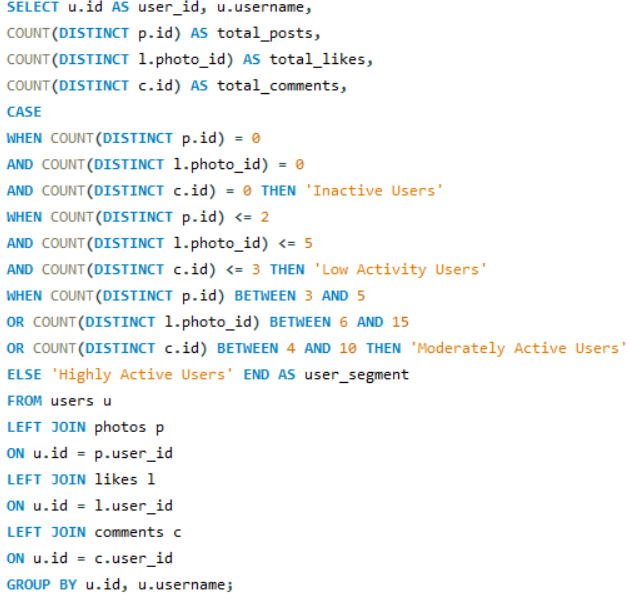 SELECT u.id AS user_id, u.username,
COUNT(DISTINCT p.id) AS total_posts,
COUNT(DISTINCT l.photo_id) AS total_likes,
COUNT(DISTINCT c.id) AS total_comments,
CASE
WHEN COUNT(DISTINCT p.id) = 0
AND COUNT(DISTINCT l.photo_id) = 0
AND COUNT(DISTINCT c.id) = 0 THEN 'Inactive Users'
WHEN COUNT(DISTINCT p.id) <= 2
AND COUNT(DISTINCT l.photo_id) <= 5
AND COUNT(DISTINCT c.id) <= 3 THEN 'Low Activity Users'
WHEN COUNT(DISTINCT p.id) BETWEEN 3 AND 5
OR COUNT(DISTINCT l.photo_id) BETWEEN 6 AND 15
OR COUNT(DISTINCT c.id) BETWEEN 4 AND 10 THEN 'Moderately Active Users'
ELSE 'Highly Active Users' END AS user_segment
FROM users u
LEFT JOIN photos p
ON u.id = p.user_id
LEFT JOIN likes l
ON u.id = l.user_id
LEFT JOIN comments c
ON u.id = c.user_id
GROUP BY u.id, u.username;